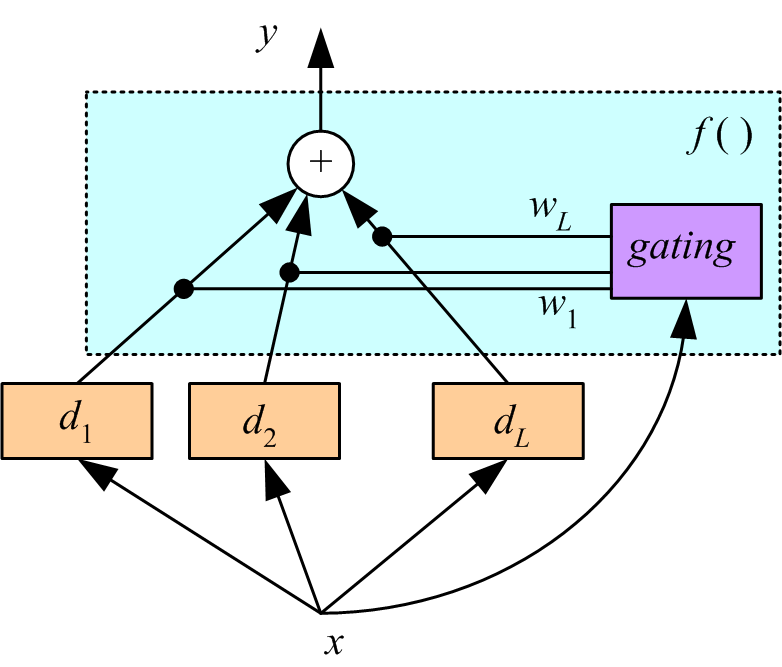 y
f ( )
+
w_L
gating
w_1
d_1 d_2 d_L
x